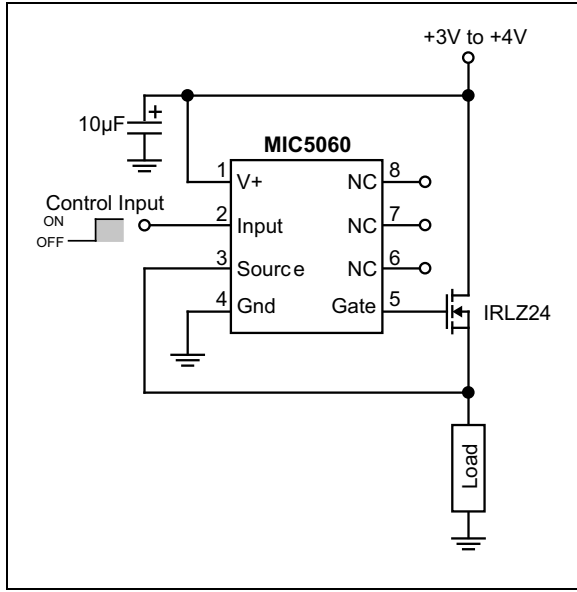 +3V to +4V
10µF
+
MIC5060
Control Input
ON
OFF
1 V+ NC 8
2 Input NC 7
3 Source NC 6
4 Gnd Gate 5
IRLZ24
Load